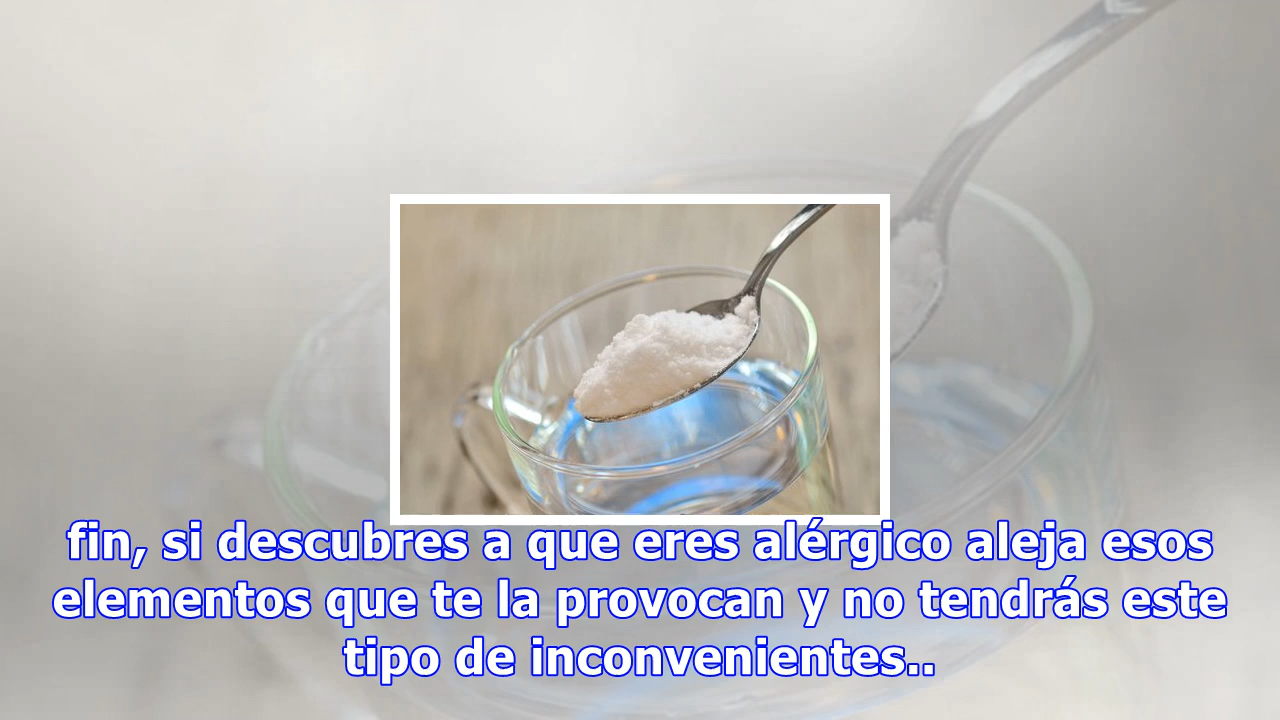 fin, si descubres a que eres alérgico aleja esos
elementos que te la provocan y no tendrás este
tipo de inconvenientes..